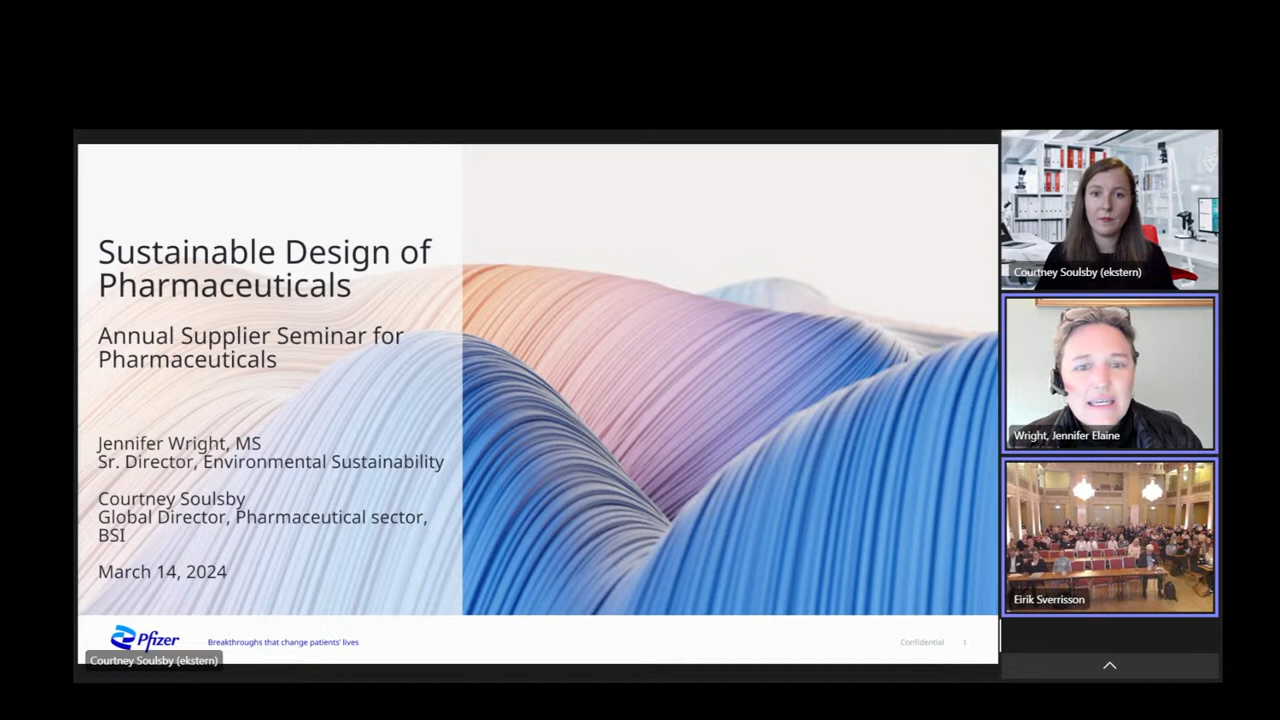 Sustainable Design of
Pharmaceuticals
Annual Supplier Seminar for
Pharmaceuticals
Jennifer Wright, MS
Sr. Director, Environmental Sustainability
Courtney Soulsby
Global Director, Pharmaceutical sector,
BSI
March 14, 2024
Pfizer
Breakthroughs that change patients' lives
Confidential 1
Courtney Soulsby (ekstern)
Courtney Soulsby (ekstern)
Wright, Jennifer Elaine
Eirik Sverrisson